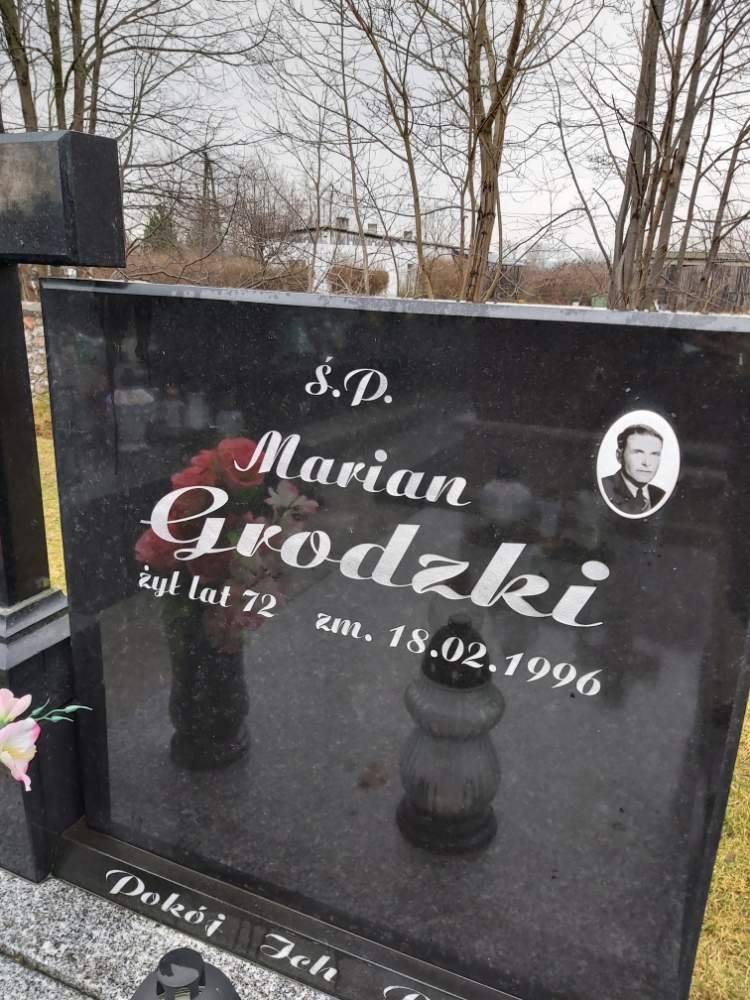 Ś.P.
Marian
Grodzki
żył lat 72 zm. 18.02.1996
Pokój Ich